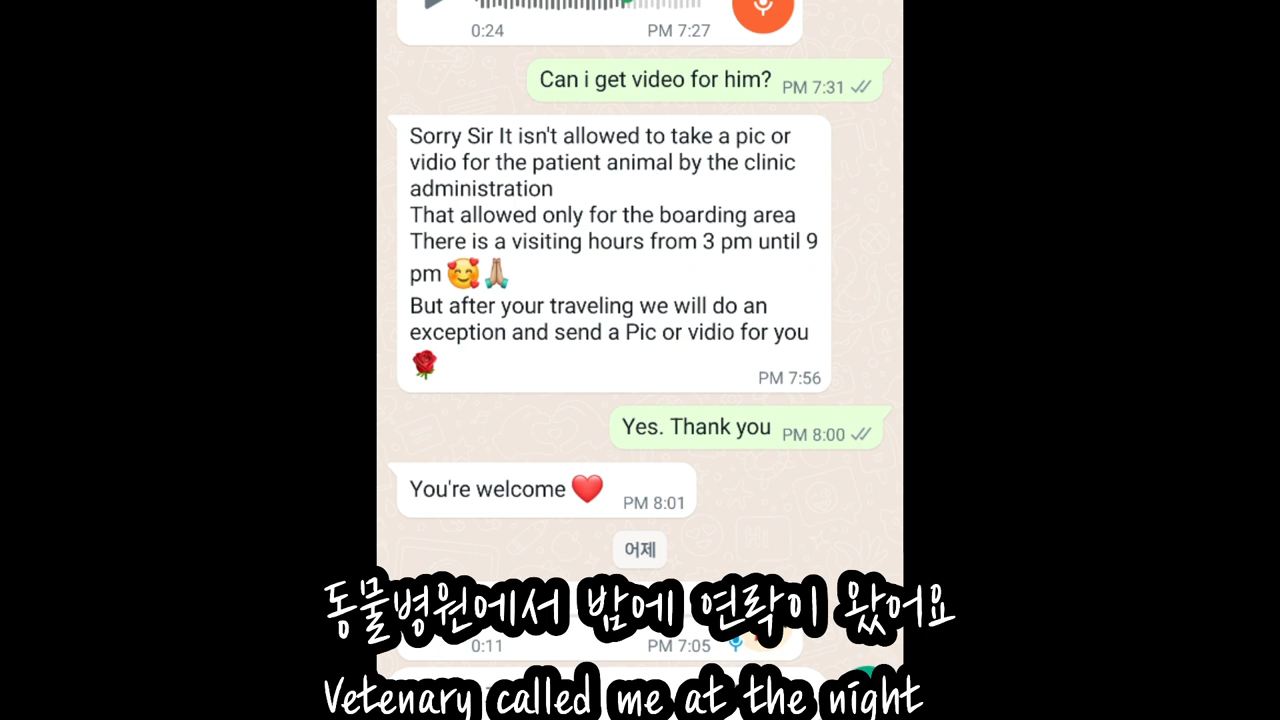 0:24 PM 7:27
Can i get video for him? PM 7:31
Sorry Sir It isn't allowed to take a pic or
vidio for the patient animal by the clinic
administration
That allowed only for the boarding area
There is a visiting hours from 3 pm until 9
pm 🥰🙏🏼
But after your traveling we will do an
exception and send a Pic or vidio for you
🌹
PM 7:56
Yes. Thank you PM 8:00
You're welcome ❤️ PM 8:01
어제
동물병원에서 밤에 연락이 왔어요
0:11 PM 7:05
Vetenary called me at the night